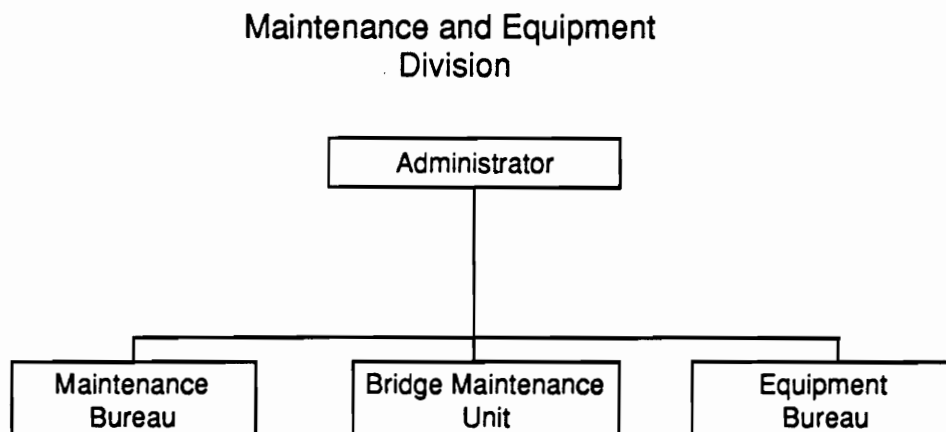 Maintenance and Equipment
Division
Administrator
Maintenance
Bureau
Bridge Maintenance
Unit
Equipment
Bureau